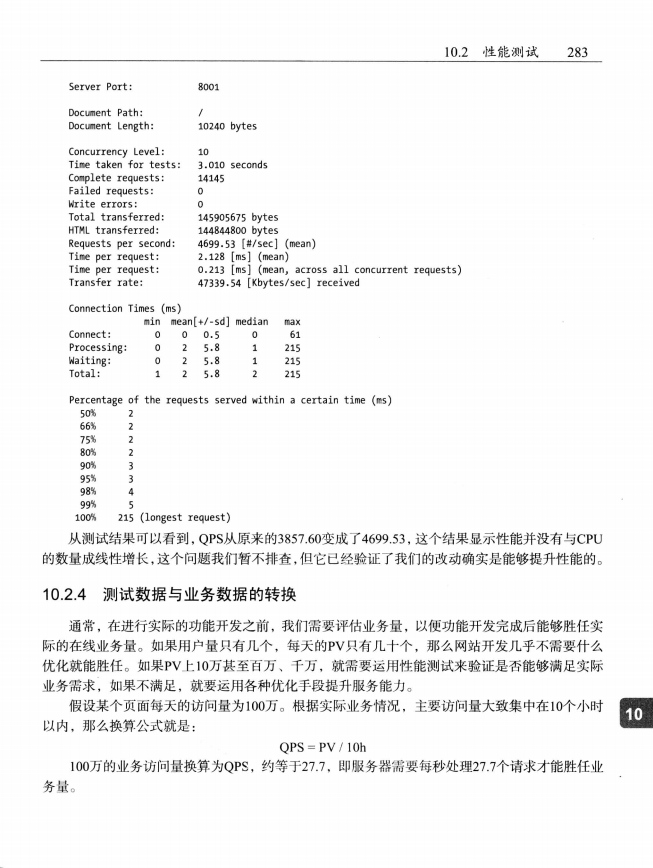 10.2 性能测试 283
Server Port: 8001
Document Path: /
Document Length: 10240 bytes
Concurrency Level: 10
Time taken for tests: 3.010 seconds
Complete requests: 14145
Failed requests: 0
Write errors: 0
Total transferred: 145905675 bytes
HTML transferred: 144844800 bytes
Requests per second: 4699.53 [#/sec] (mean)
Time per request: 2.128 [ms] (mean)
Time per request: 0.213 [ms] (mean, across all concurrent requests)
Transfer rate: 47339.54 [Kbytes/sec] received
Connection Times (ms)
min mean[+/-sd] median max
Connect: 0 0 0.5 0 61
Processing: 0 2 5.8 1 215
Waiting: 0 2 5.8 1 215
Total: 1 2 5.8 2 215
Percentage of the requests served within a certain time (ms)
50% 2
66% 2
75% 2
80% 2
90% 3
95% 3
98% 4
99% 5
100% 215 (longest request)
从测试结果可以看到，QPS从原来的3857.60变成了4699.53，这个结果显示性能并没有与CPU
的数量成线性增长，这个问题我们暂不排查，但它已经验证了我们的改动确实是能够提升性能的。
10.2.4 测试数据与业务数据的转换
通常，在进行实际的功能开发之前，我们需要评估业务量，以便功能开发完成后能够胜任实
际的在线业务量。如果用户量只有几个，每天的PV只有几十个，那么网站开发几乎不需要什么
优化就能胜任。如果PV上10万甚至百万、千万，就需要运用性能测试来验证是否能够满足实际
业务需求，如果不满足，就要运用各种优化手段提升服务能力。
假设某个页面每天的访问量为100万。根据实际业务情况，主要访问量大致集中在10个小时
以内，那么换算公式就是：
10
QPS = PV / 10h
100万的业务访问量换算为QPS，约等于27.7，即服务器需要每秒处理27.7个请求才能胜任业
务量。